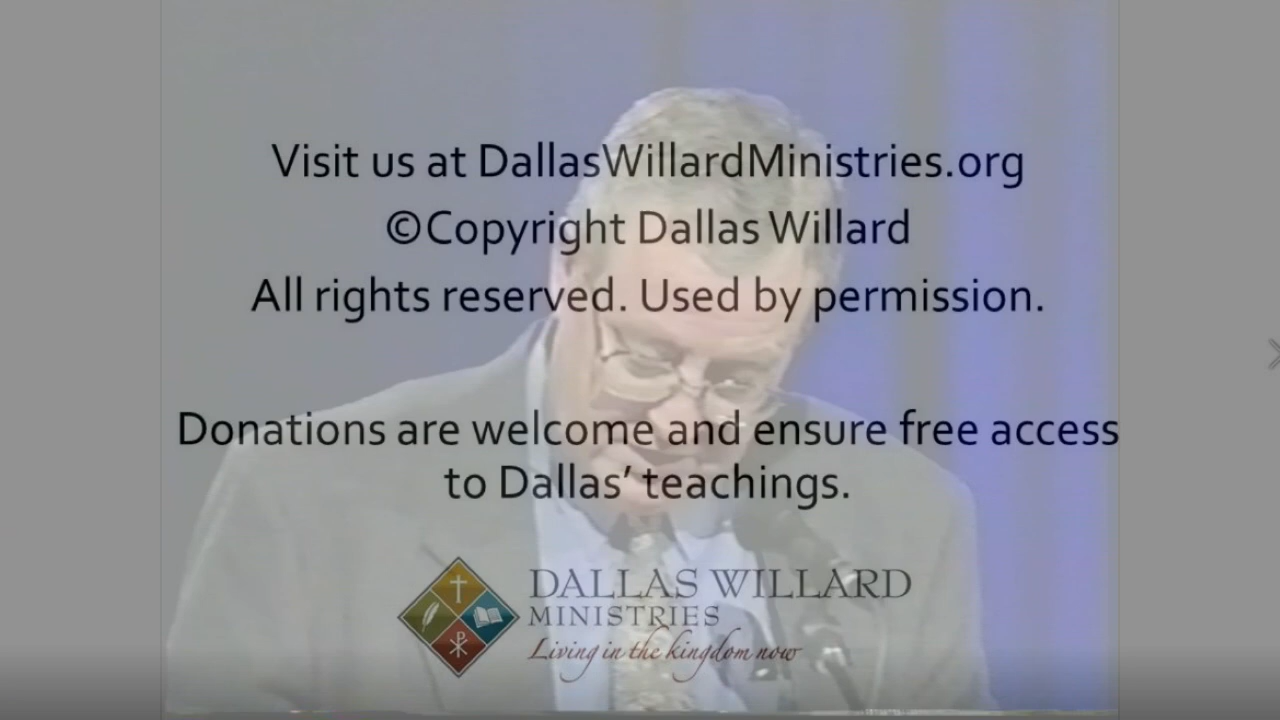 Visit us at DallasWillardMinistries.org
©Copyright Dallas Willard
All rights reserved. Used by permission.
Donations are welcome and ensure free access
to Dallas’ teachings.
DALLAS WILLARD
MINISTRIES
Living in the kingdom now